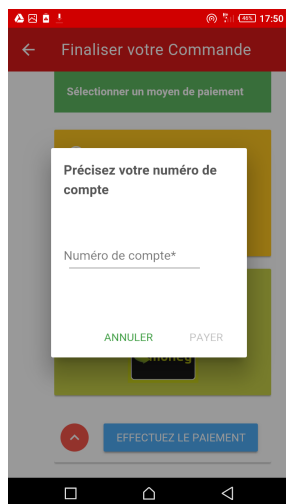 46% 17:50
Finaliser votre Commande
Sélectionner un moyen de paiement
Précisez votre numéro de
compte
Numéro de compte*
ANNULER PAYER
EFFECTUEZ LE PAIEMENT